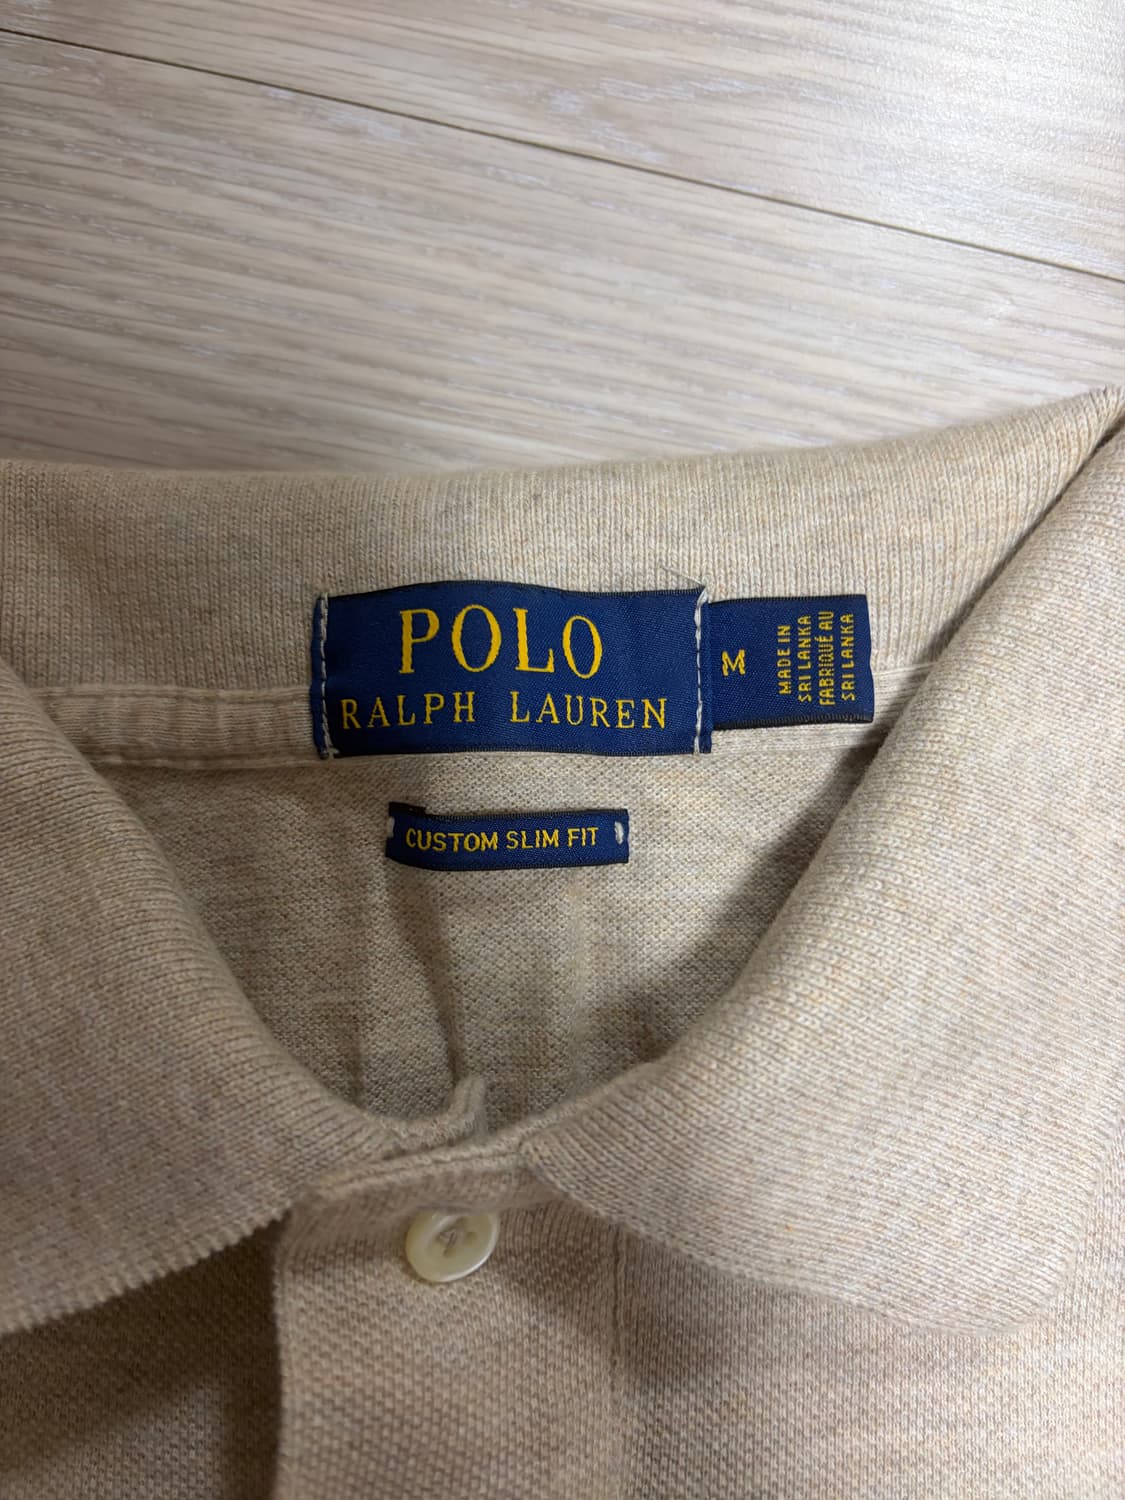 POLO
RALPH LAUREN
M
MADE IN
SRI LANKA
FABRIQUÉ AU
SRI LANKA
CUSTOM SLIM FIT